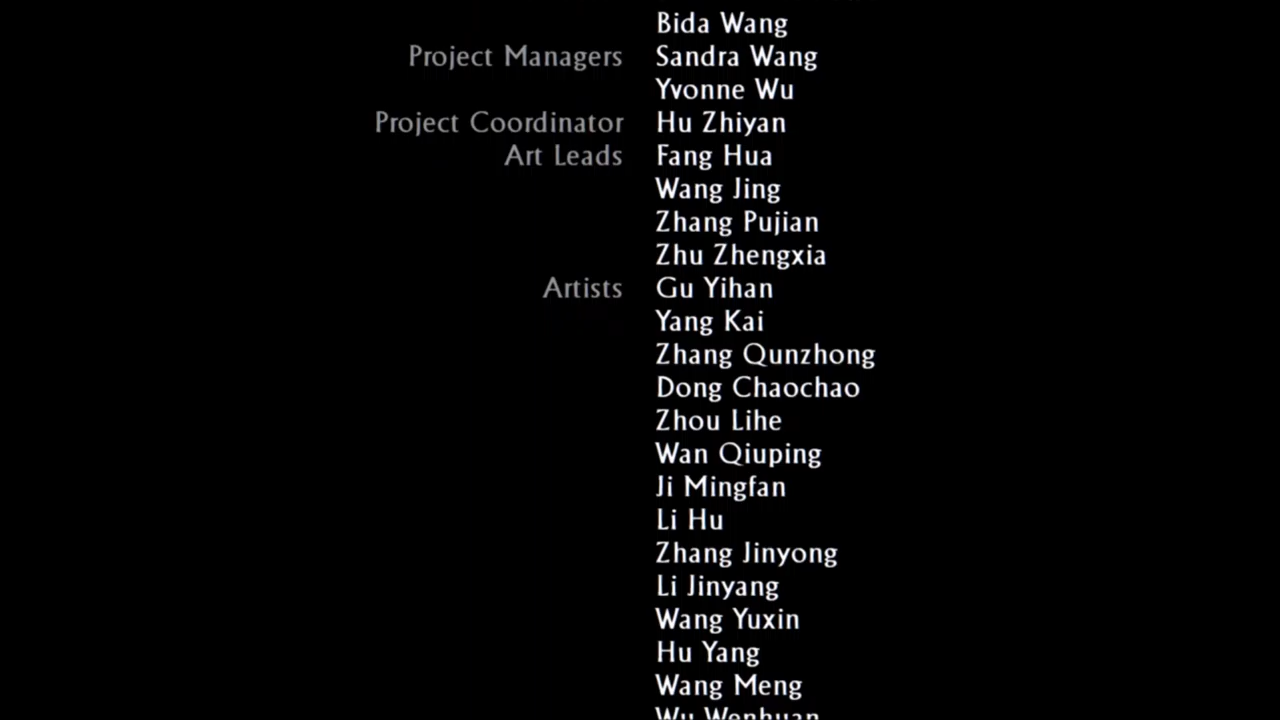 Bida Wang
Project Managers Sandra Wang
Yvonne Wu
Project Coordinator Hu Zhiyan
Art Leads Fang Hua
Wang Jing
Zhang Pujian
Zhu Zhengxia
Artists Gu Yihan
Yang Kai
Zhang Qunzhong
Dong Chaochao
Zhou Lihe
Wan Qiuping
Ji Mingfan
Li Hu
Zhang Jinyong
Li Jinyang
Wang Yuxin
Hu Yang
Wang Meng
Wu Wenhuan